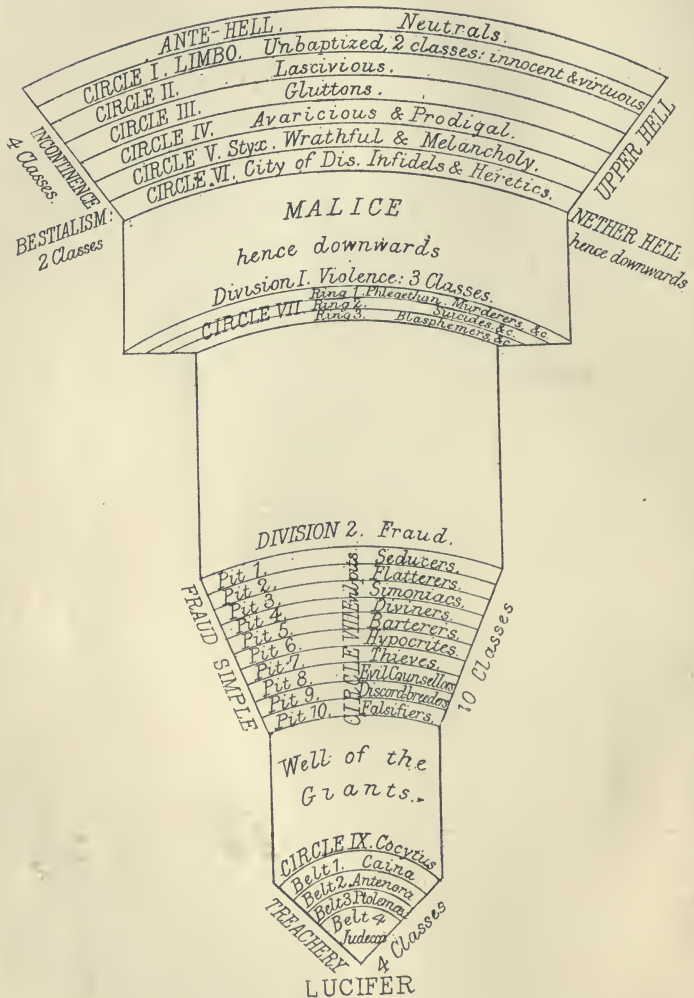 ANTE-HELL. Neutrals.
CIRCLE I. LIMBO. Unbaptized, 2 classes: innocent & virtuous
CIRCLE II. Lascivious.
CIRCLE III. Gluttons.
CIRCLE IV. Avaricious & Prodigal.
CIRCLE V. Styx. Wrathful & Melancholy.
CIRCLE VI. City of Dis. Infidels & Heretics.
INCONTINENCE
4 Classes.
UPPER HELL
BESTIALISM:
2 Classes
NETHER HELL
hence downwards
MALICE
hence downwards
Division I. Violence: 3 Classes.
CIRCLE VII.
Ring 1. Phlegethon. Murderers, &c.
Ring 2. Suicides, &c.
Ring 3. Blasphemers, &c.
DIVISION 2. Fraud.
FRAUD SIMPLE
CIRCLE VIII Evilpits.
10 Classes
Pit 1. Seducers.
Pit 2. Flatterers.
Pit 3. Simoniacs.
Pit 4. Diviners.
Pit 5. Barterers.
Pit 6. Hypocrites.
Pit 7. Thieves.
Pit 8. Evil Counsellors
Pit 9. Discord-breeders
Pit 10. Falsifiers.
Well of the
Giants.
CIRCLE IX. Cocytus
Belt 1. Caina
Belt 2. Antenora
Belt 3. Ptolemæa
Belt 4
Judecca
TREACHERY
4 Classes
LUCIFER